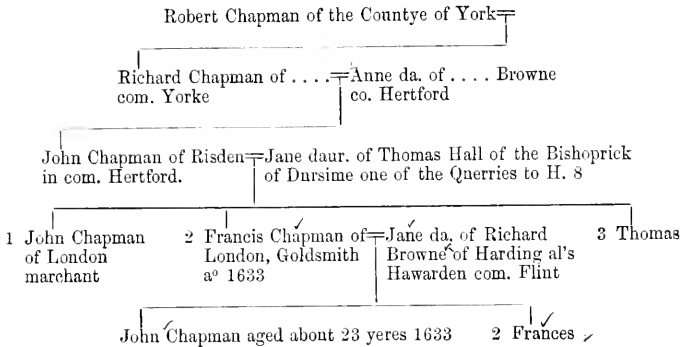 Robert Chapman of the Countye of York
Richard Chapman of . . . .
com. Yorke
Anne da. of . . . . Browne
co. Hertford
John Chapman of Risden
in com. Hertford.
Jane daur. of Thomas Hall of the Bishoprick
of Dursime one of the Querries to H. 8
1 John Chapman
of London
marchant
2 Francis Chapman of
London, Goldsmith
aº 1633
Jane da. of Richard
Browne of Harding al's
Hawarden com. Flint
3 Thomas
John Chapman aged about 23 yeres 1633
2 Frances